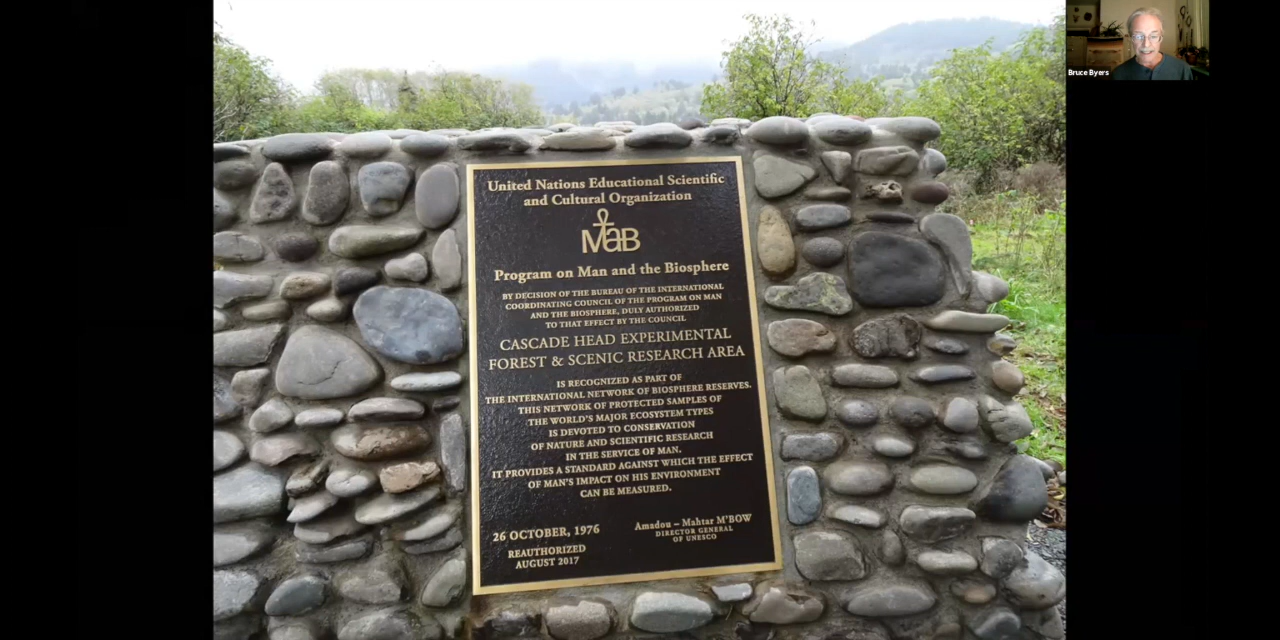 United Nations Educational Scientific
and Cultural Organization
MaB
Program on Man and the Biosphere
BY DECISION OF THE BUREAU OF THE INTERNATIONAL
COORDINATING COUNCIL OF THE PROGRAM ON MAN
AND THE BIOSPHERE, DULY AUTHORIZED
TO THAT EFFECT BY THE COUNCIL
CASCADE HEAD EXPERIMENTAL
FOREST & SCENIC RESEARCH AREA
IS RECOGNIZED AS PART OF
THE INTERNATIONAL NETWORK OF BIOSPHERE RESERVES.
THIS NETWORK OF PROTECTED SAMPLES OF
THE WORLD'S MAJOR ECOSYSTEM TYPES
IS DEVOTED TO CONSERVATION
OF NATURE AND SCIENTIFIC RESEARCH
IN THE SERVICE OF MAN.
IT PROVIDES A STANDARD AGAINST WHICH THE EFFECT
OF MAN'S IMPACT ON HIS ENVIRONMENT
CAN BE MEASURED.
26 OCTOBER, 1976
REAUTHORIZED
AUGUST 2017
Amadou – Mahtar M'BOW
DIRECTOR GENERAL
OF UNESCO
Bruce Byers